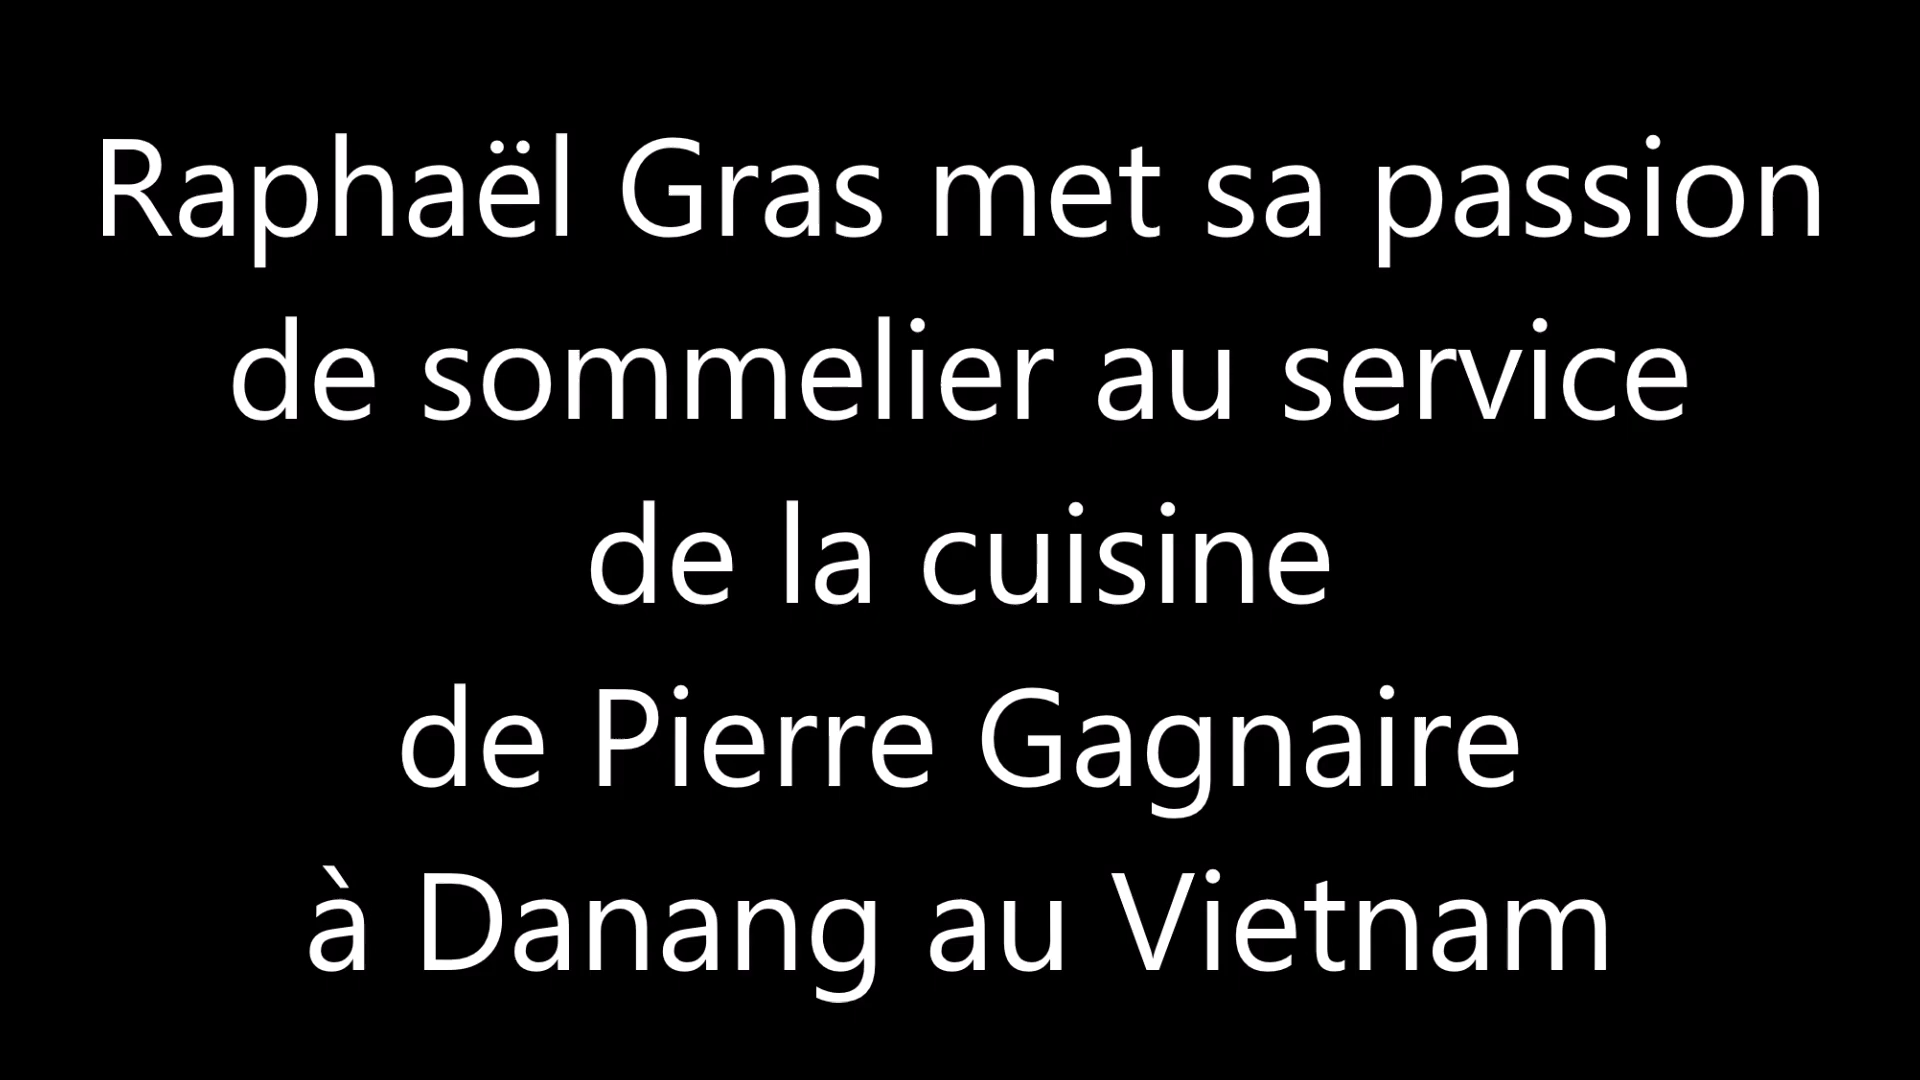 Raphaël Gras met sa passion
de sommelier au service
de la cuisine
de Pierre Gagnaire
à Danang au Vietnam